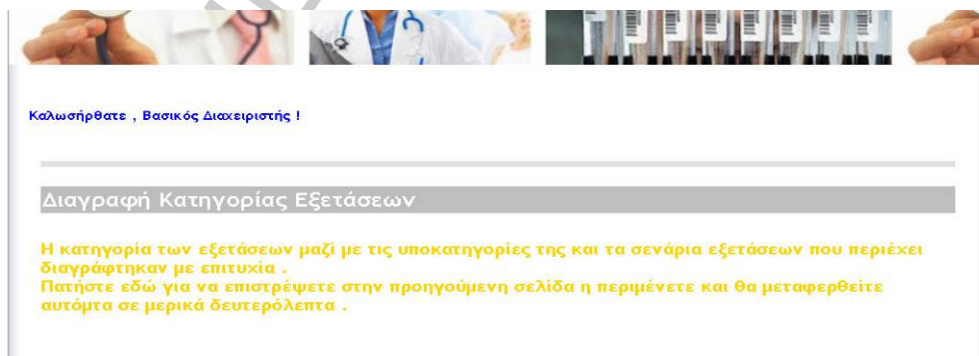 Καλωσήρθατε , Βασικός Διαχειριστής !
Διαγραφή Κατηγορίας Εξετάσεων
Η κατηγορία των εξετάσεων μαζί με τις υποκατηγορίες της και τα σενάρια εξετάσεων που περιέχει
διαγράφτηκαν με επιτυχία .
Πατήστε εδώ για να επιστρέψετε στην προηγούμενη σελίδα η περιμένετε και θα μεταφερθείτε
αυτόμτα σε μερικά δευτερόλεπτα .